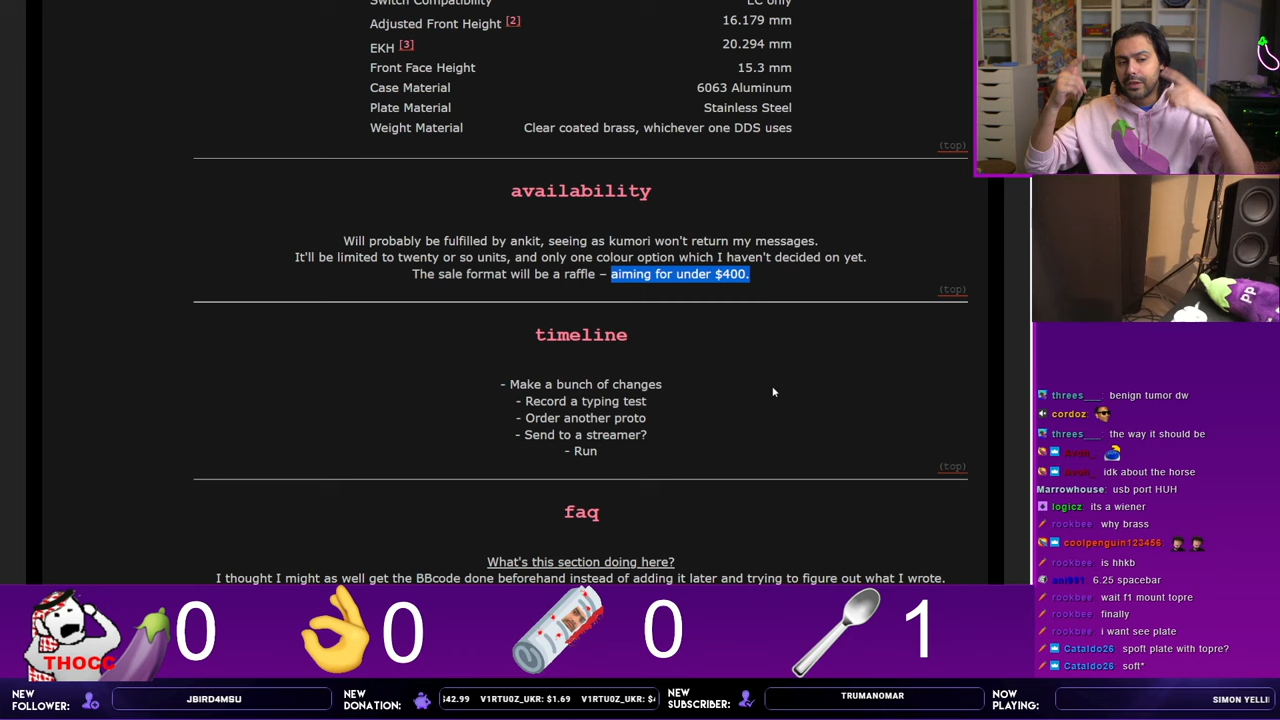 Switch Compatibility EC only
Adjusted Front Height [2] 16.179 mm
EKH [3] 20.294 mm
Front Face Height 15.3 mm
Case Material 6063 Aluminum
Plate Material Stainless Steel
Weight Material Clear coated brass, whichever one DDS uses
(top)
availability
Will probably be fulfilled by ankit, seeing as kumori won't return my messages.
It'll be limited to twenty or so units, and only one colour option which I haven't decided on yet.
The sale format will be a raffle – aiming for under $400.
(top)
timeline
- Make a bunch of changes
- Record a typing test
- Order another proto
- Send to a streamer?
- Run
(top)
faq
What's this section doing here?
I thought I might as well get the BBcode done beforehand instead of adding it later and trying to figure out what I wrote.
PP
threes___: benign tumor dw
cordoz:
threes___: the way it should be
idk about the horse
Marrowhouse: usb port HUH
logicz its a wiener
rookbee: why brass
coolpenguin123456
rookbee: is hhkb
6.25 spacebar
rookbee: wait f1 mount topre
rookbee: finally
rookbee: i want see plate
Cataldo26: spoft plate with topre?
Cataldo26: soft*
THOCC 0 0 0 1
NEW FOLLOWER: JBIRD4MSU
NEW DONATION: 42.99 V1RTU0Z_UKR: $1.69 V1RTU0Z_UKR: $
NEW SUBSCRIBER: TRUMANOMAR
NOW PLAYING: SIMON YELLI